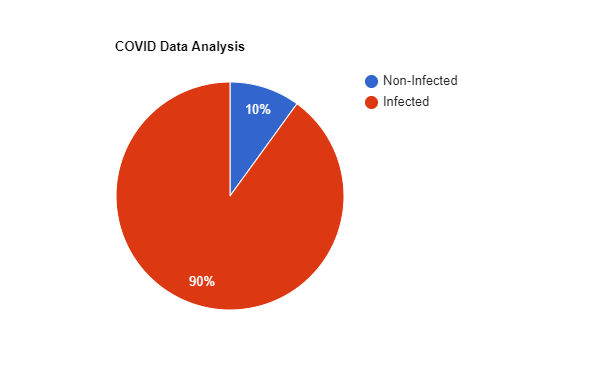 COVID Data Analysis
Non-Infected
Infected
10%
90%